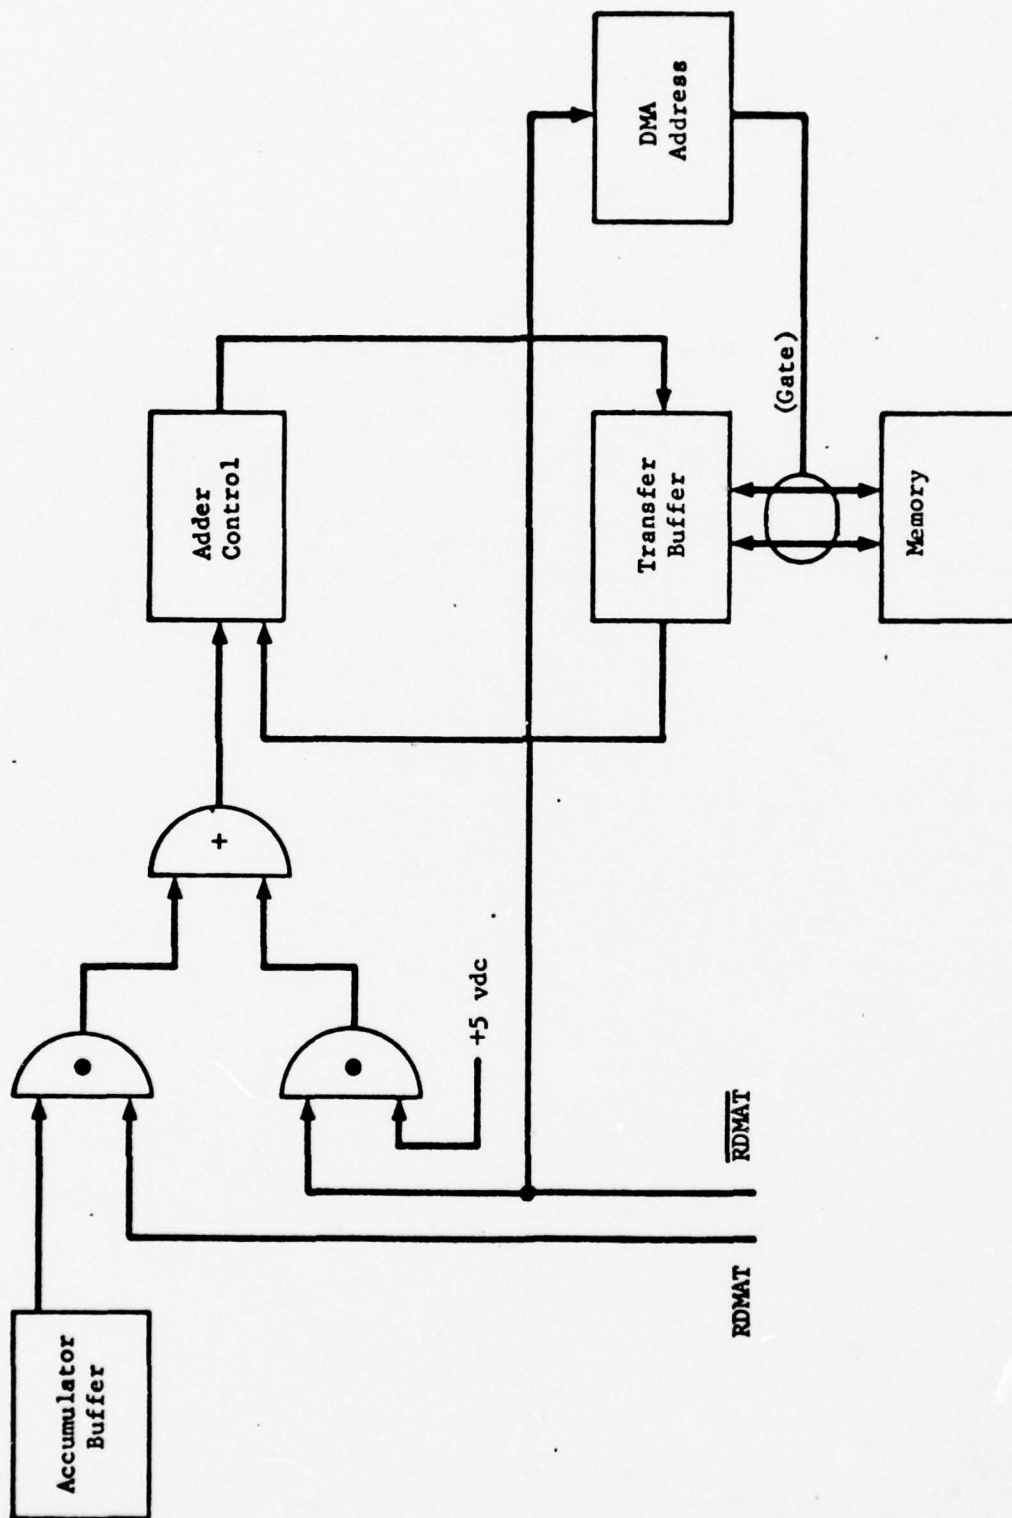 Accumulator
Buffer
RDMAT
RDMAT
+5 vdc
+
Adder
Control
Transfer
Buffer
(Gate)
Memory
DMA
Address